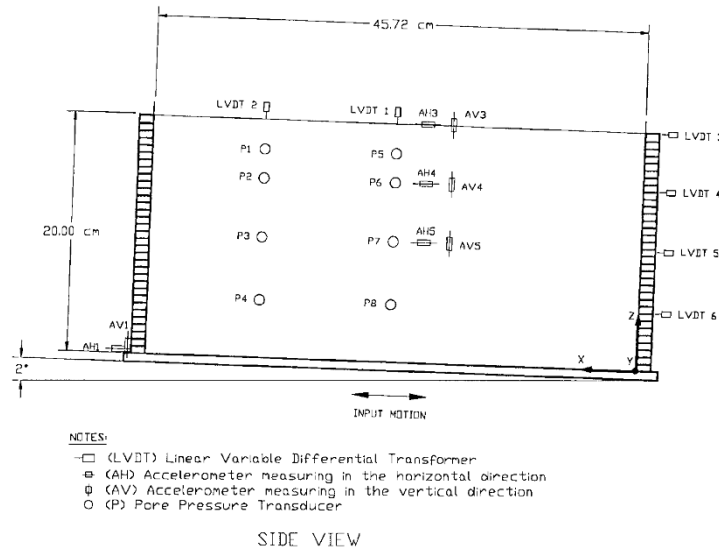 45.72 cm
LVDT 2
LVDT 1
AH3
AV3
P1
P5
LVDT
P2
P6
AH4
AV4
LVDT 4
20.00 cm
P3
P7
AH5
AV5
LVDT 5
P4
P8
LVDT 6
Z
AV1
AH1
X
Y
2°
INPUT MOTION
NOTES:
(LVDT) Linear Variable Differential Transformer
(AH) Accelerometer measuring in the horizontal direction
(AV) Accelerometer measuring in the vertical direction
(P) Pore Pressure Transducer
SIDE VIEW